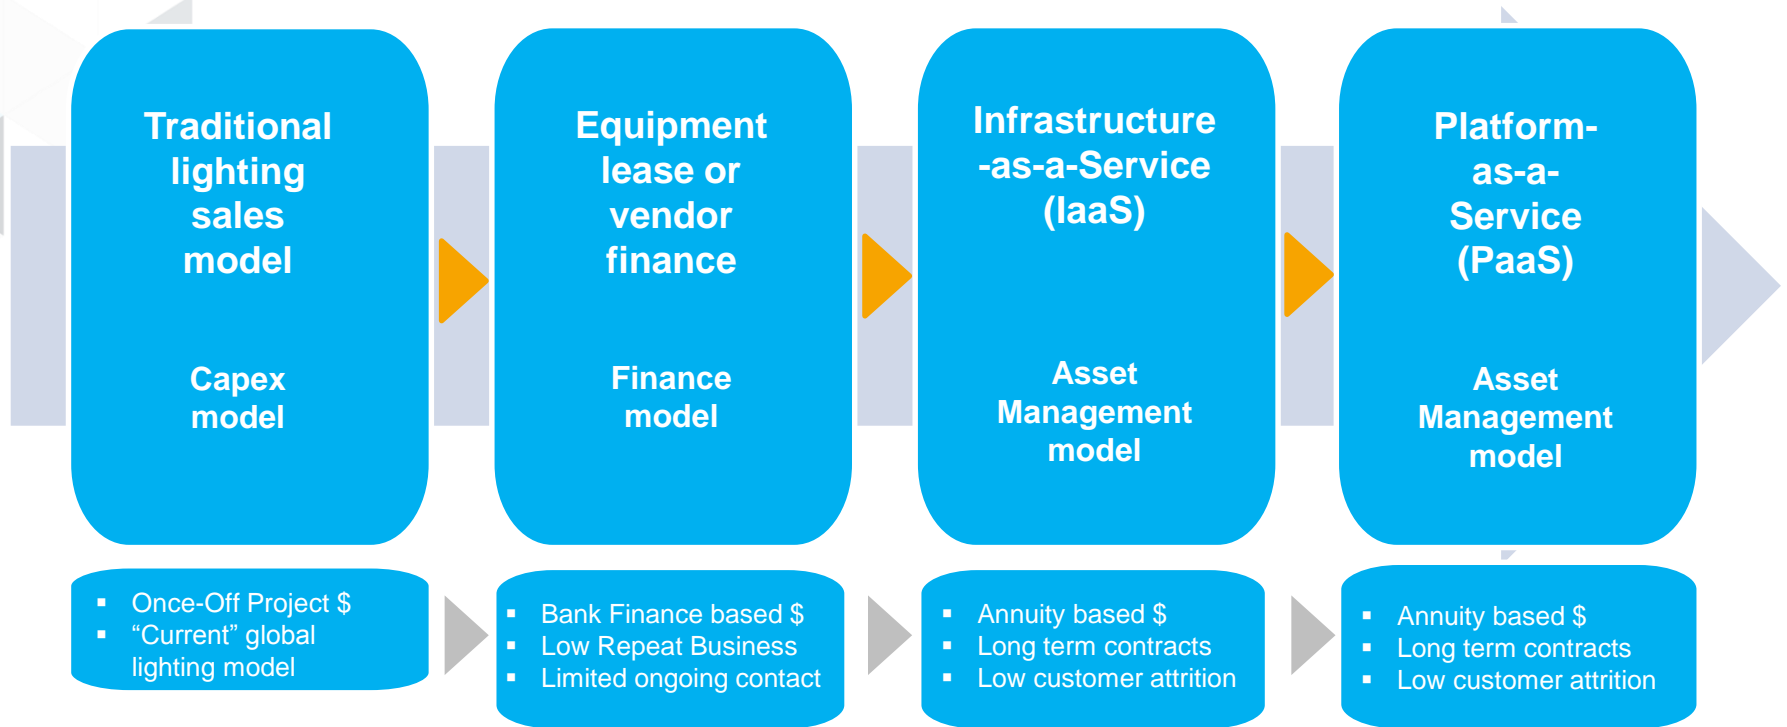 Traditional
lighting
sales
model
Capex
model
Equipment
lease or
vendor
finance
Finance
model
Infrastructure
-as-a-Service
(IaaS)
Asset
Management
model
Platform-
as-a-
Service
(PaaS)
Asset
Management
model
▪ Once-Off Project $
▪ “Current” global
lighting model
▪ Bank Finance based $
▪ Low Repeat Business
▪ Limited ongoing contact
▪ Annuity based $
▪ Long term contracts
▪ Low customer attrition
▪ Annuity based $
▪ Long term contracts
▪ Low customer attrition